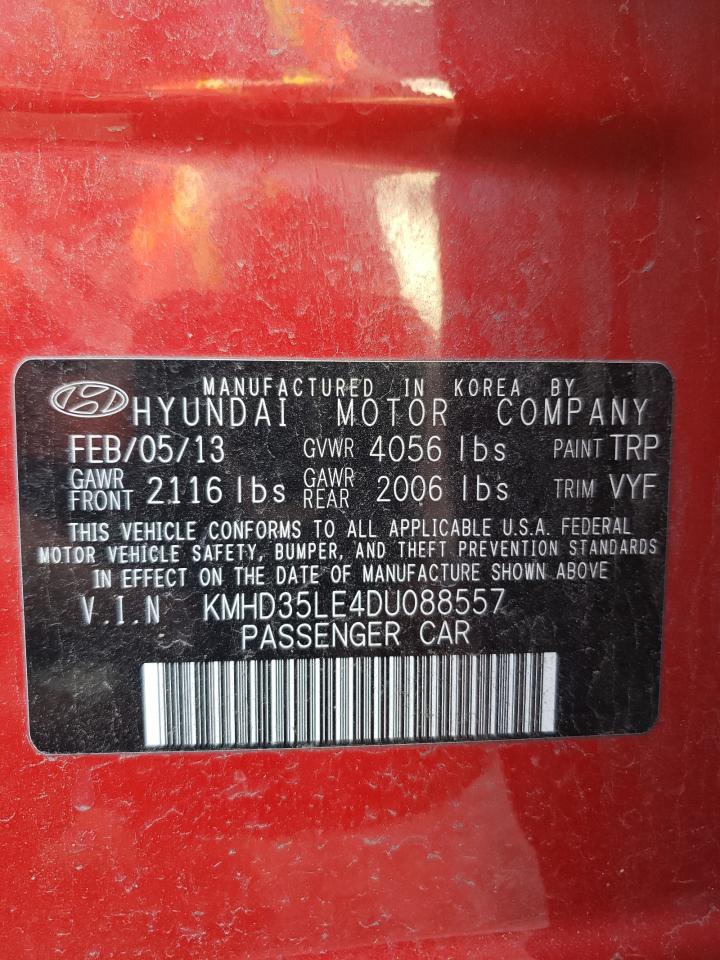 MANUFACTURED IN KOREA BY
HYUNDAI MOTOR COMPANY
FEB/05/13 GVWR 4056 lbs PAINT TRP
GAWR FRONT 2116 lbs GAWR REAR 2006 lbs TRIM VYF
THIS VEHICLE CONFORMS TO ALL APPLICABLE U.S.A. FEDERAL
MOTOR VEHICLE SAFETY, BUMPER, AND THEFT PREVENTION STANDARDS
IN EFFECT ON THE DATE OF MANUFACTURE SHOWN ABOVE
V.I.N KMHD35LE4DU088557
PASSENGER CAR